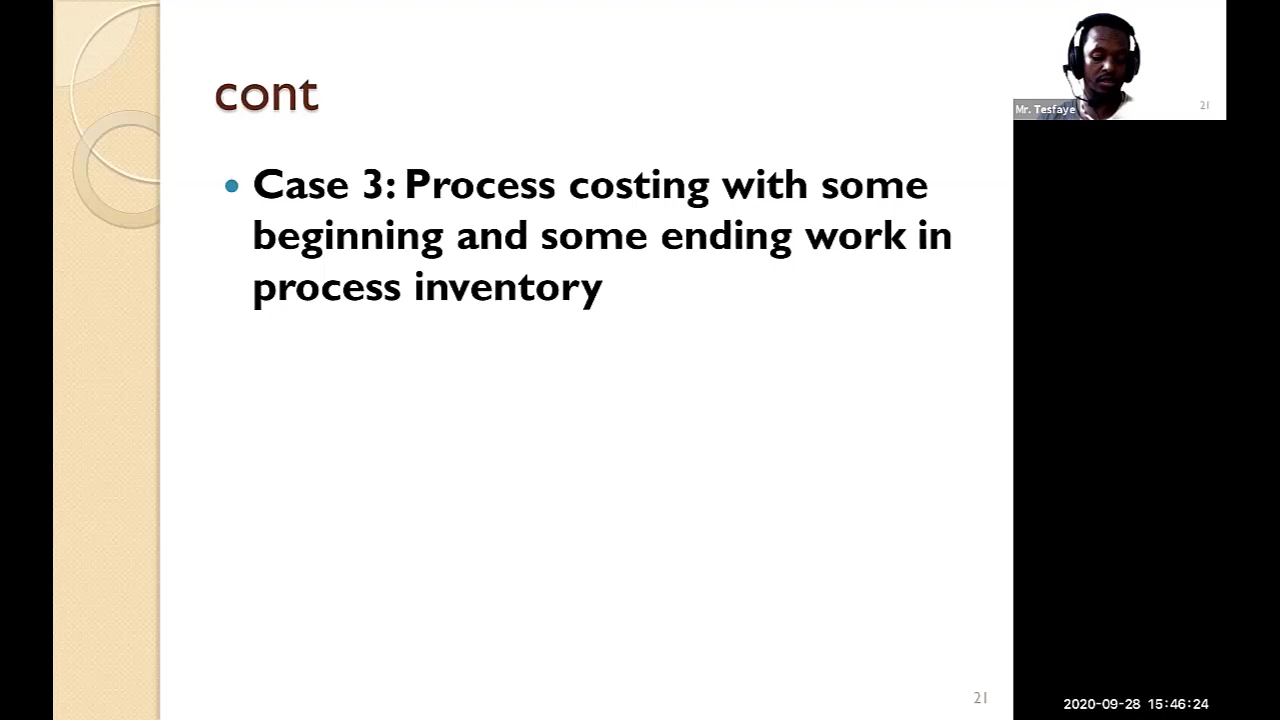 cont
• Case 3: Process costing with some
beginning and some ending work in
process inventory
21
Mr. Tesfaye
21
2020-09-28 15:46:24